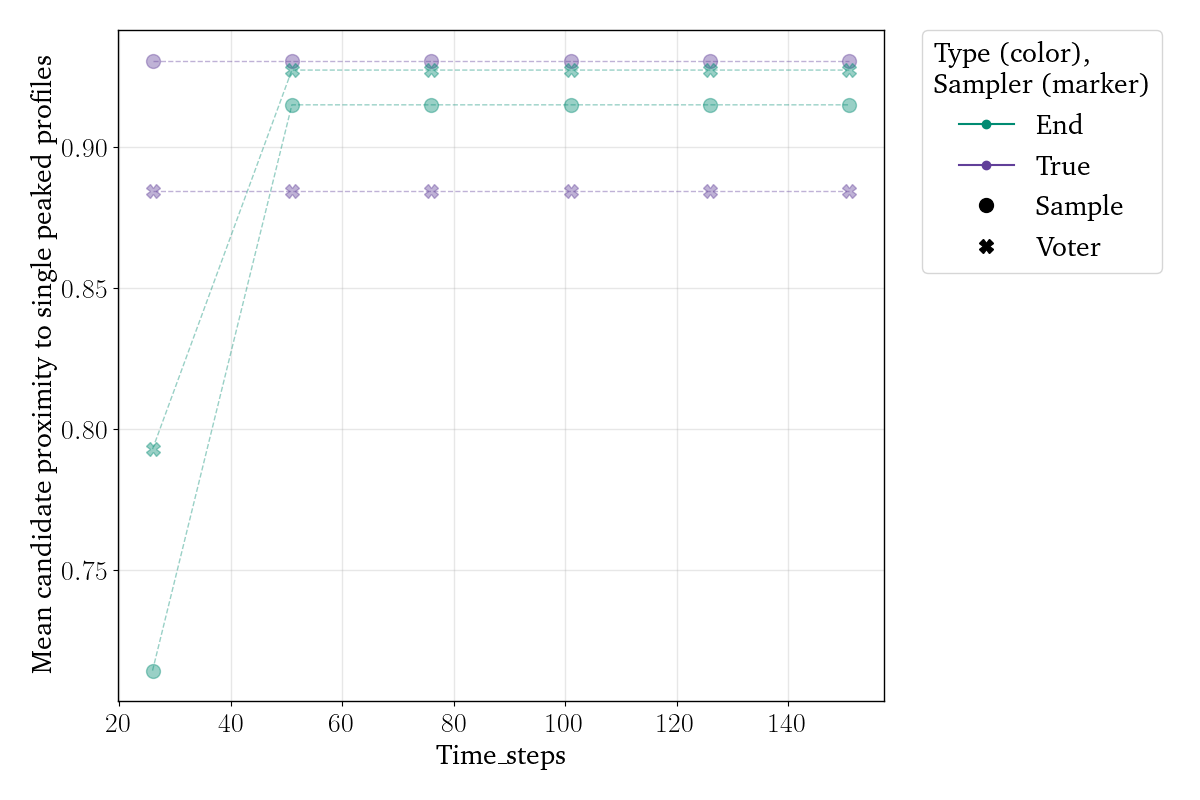 Mean candidate proximity to single peaked profiles
0.90
0.85
0.80
0.75
20 40 60 80 100 120 140
Time_steps
Type (color),
Sampler (marker)
End
True
Sample
Voter